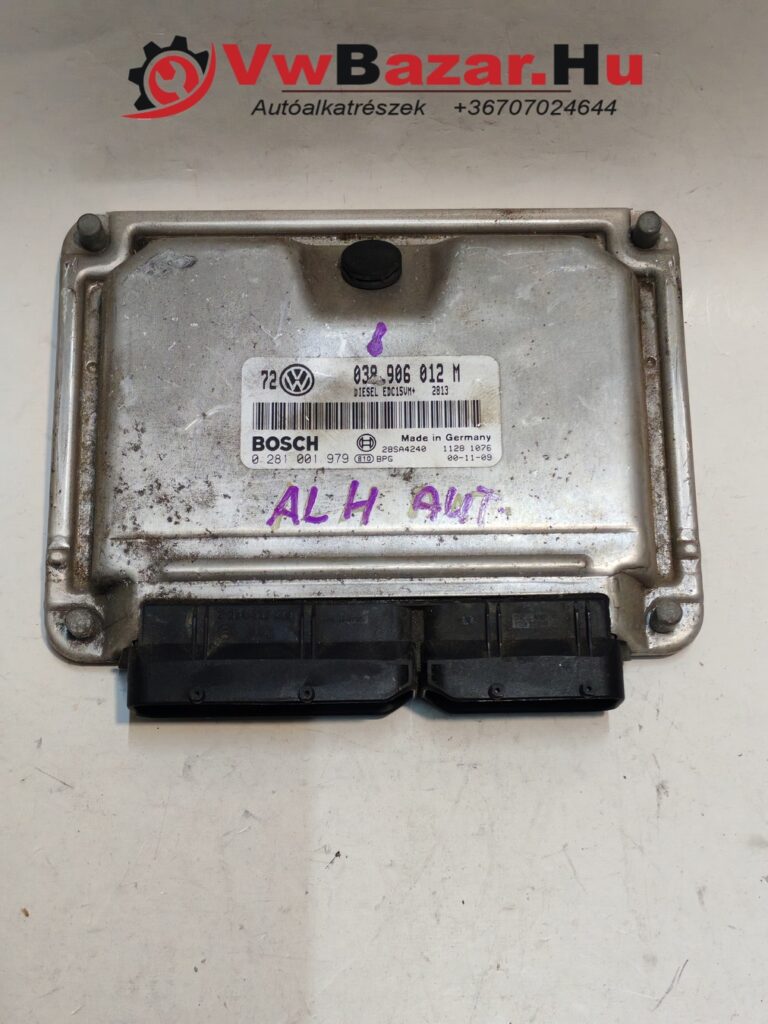 VwBazar.Hu
Autóalkatrészek +36707024644
72 038 906 012 M
DIESEL EDC15VM+ 2813
BOSCH Made in Germany
28SA4240 1128 1076
0 281 001 979 810 BPG 00-11-09
ALH AUT.